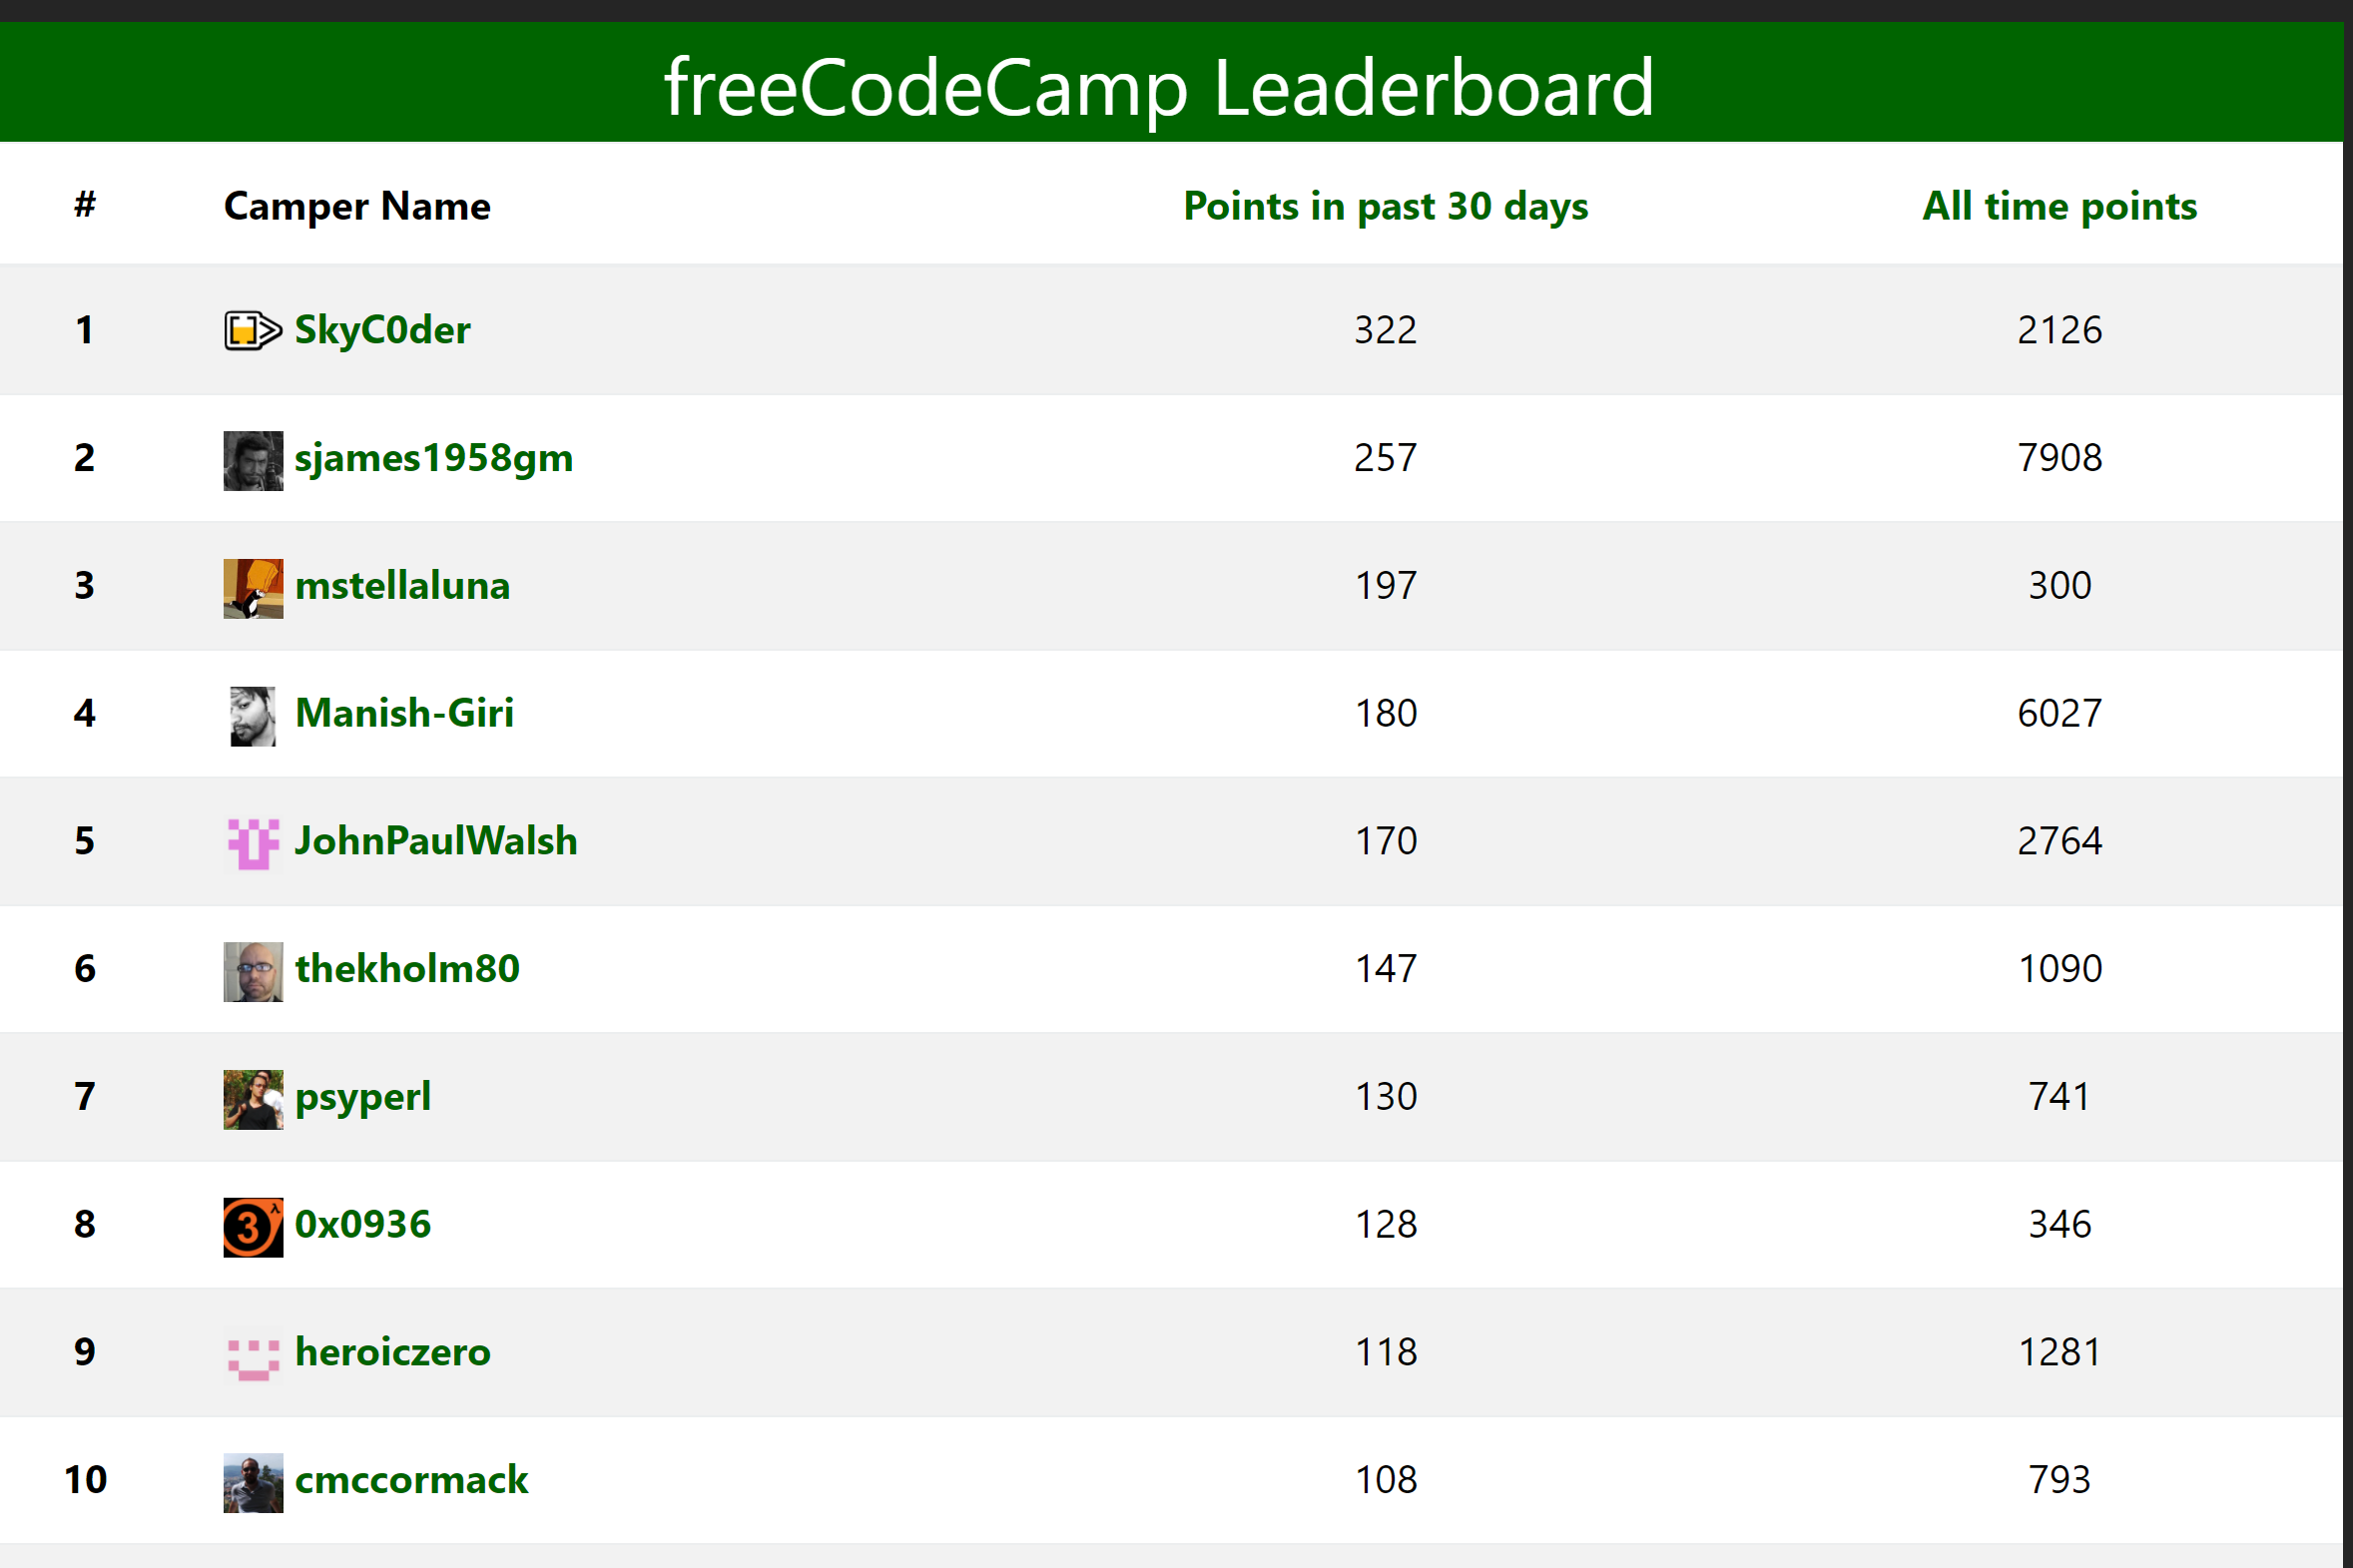 freeCodeCamp Leaderboard
# Camper Name Points in past 30 days All time points
1 SkyC0der 322 2126
2 sjames1958gm 257 7908
3 mstellaluna 197 300
4 Manish-Giri 180 6027
5 JohnPaulWalsh 170 2764
6 thekholm80 147 1090
7 psyperl 130 741
8 3 λ 0x0936 128 346
9 heroiczero 118 1281
10 cmccormack 108 793